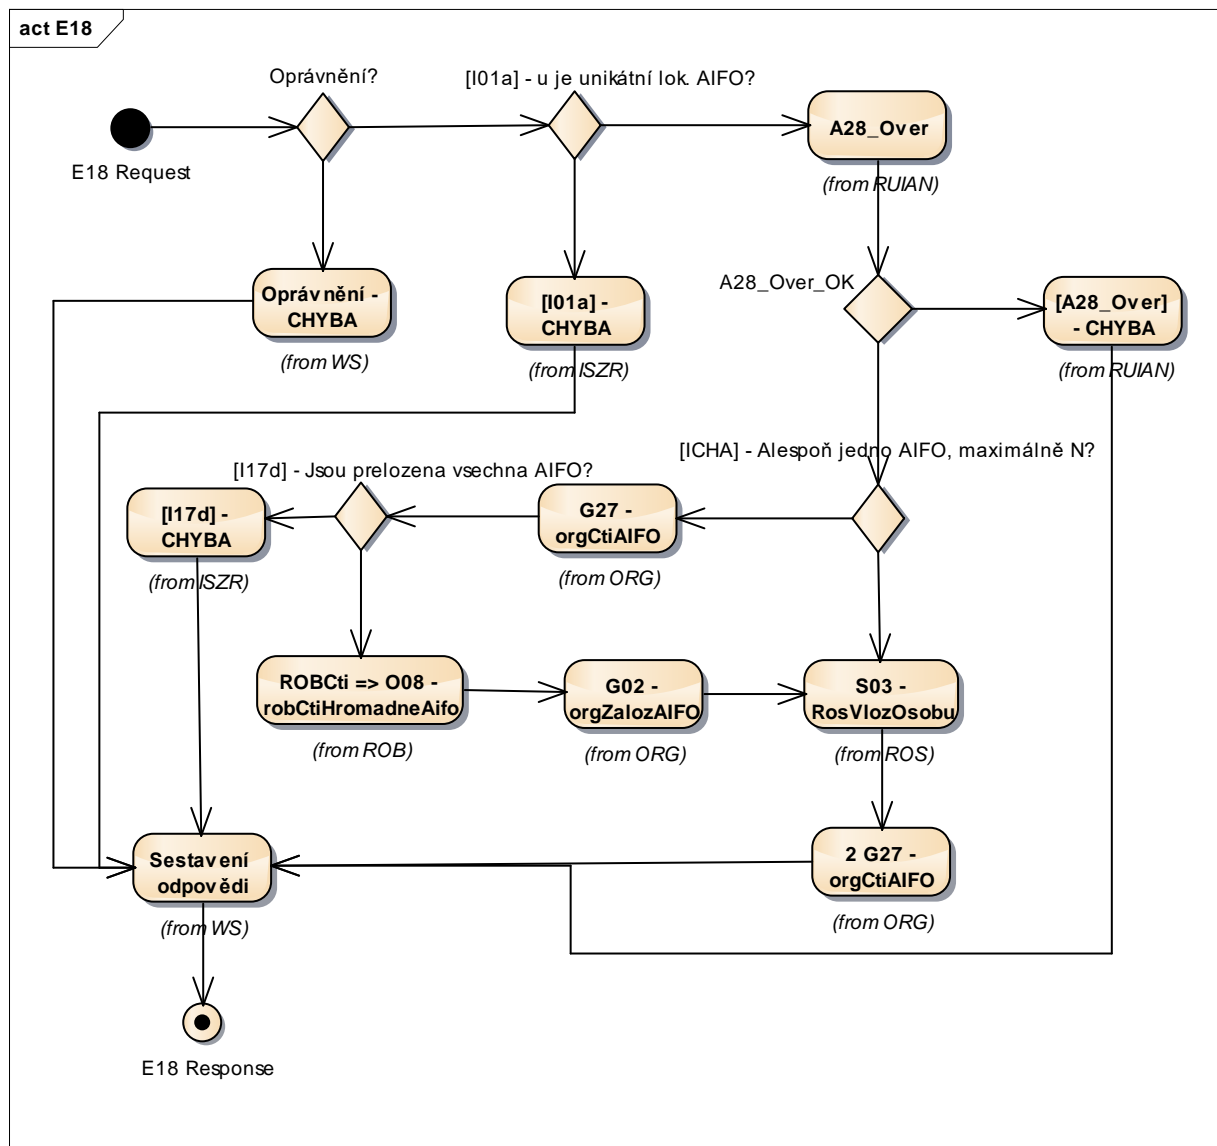 act E18
Oprávnění?
[I01a] - u je unikátní lok. AIFO?
A28_Over
E18 Request
(from RUIAN)
Oprávnění -
CHYBA
(from WS)
[I01a] -
CHYBA
(from ISZR)
A28_Over_OK
[A28_Over]
- CHYBA
(from RUIAN)
[ICHA] - Alespoň jedno AIFO, maximálně N?
[I17d] - Jsou prelozena vsechna AIFO?
[I17d] -
CHYBA
(from ISZR)
G27 -
orgCtiAIFO
(from ORG)
ROBCti => O08 -
robCtiHromadneAifo
(from ROB)
G02 -
orgZalozAIFO
(from ORG)
S03 -
RosVlozOsobu
(from ROS)
Sestavení
odpovědi
(from WS)
2 G27 -
orgCtiAIFO
(from ORG)
E18 Response